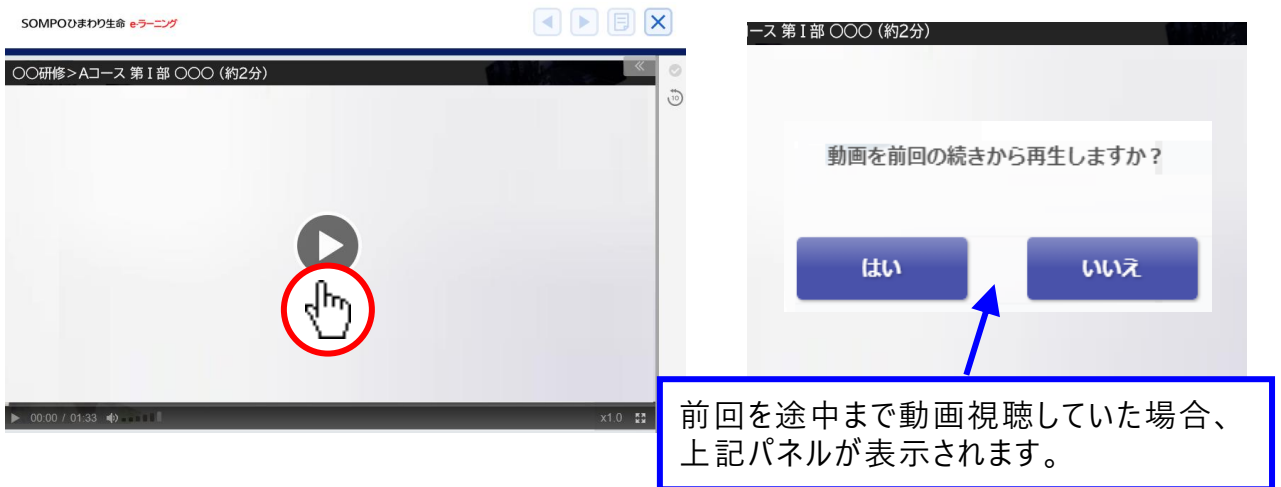 SOMPOひまわり生命 e-ラーニング
○○研修>Aコース 第Ⅰ部 ○○○ (約2分)
10
00:00 / 01:33
x1.0
ース 第Ⅰ部 ○○○ (約2分)
動画を前回の続きから再生しますか？
はい
いいえ
前回を途中まで動画視聴していた場合、
上記パネルが表示されます。